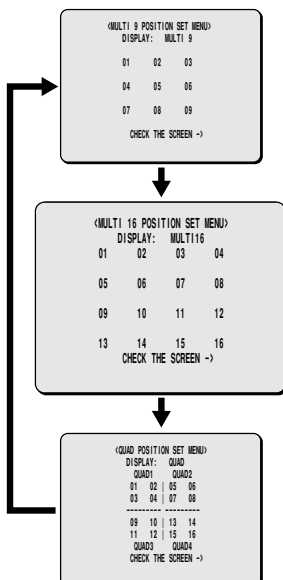 <MULTI 9 POSITION SET MENU>
DISPLAY: MULTI 9
01 02 03
04 05 06
07 08 09
CHECK THE SCREEN ->
<MULTI 16 POSITION SET MENU>
DISPLAY: MULTI16
01 02 03 04
05 06 07 08
09 10 11 12
13 14 15 16
CHECK THE SCREEN ->
<QUAD POSITION SET MENU>
DISPLAY: QUAD
QUAD1 QUAD2
01 02 | 05 06
03 04 | 07 08
--------- ---------
09 10 | 13 14
11 12 | 15 16
QUAD3 QUAD4
CHECK THE SCREEN ->